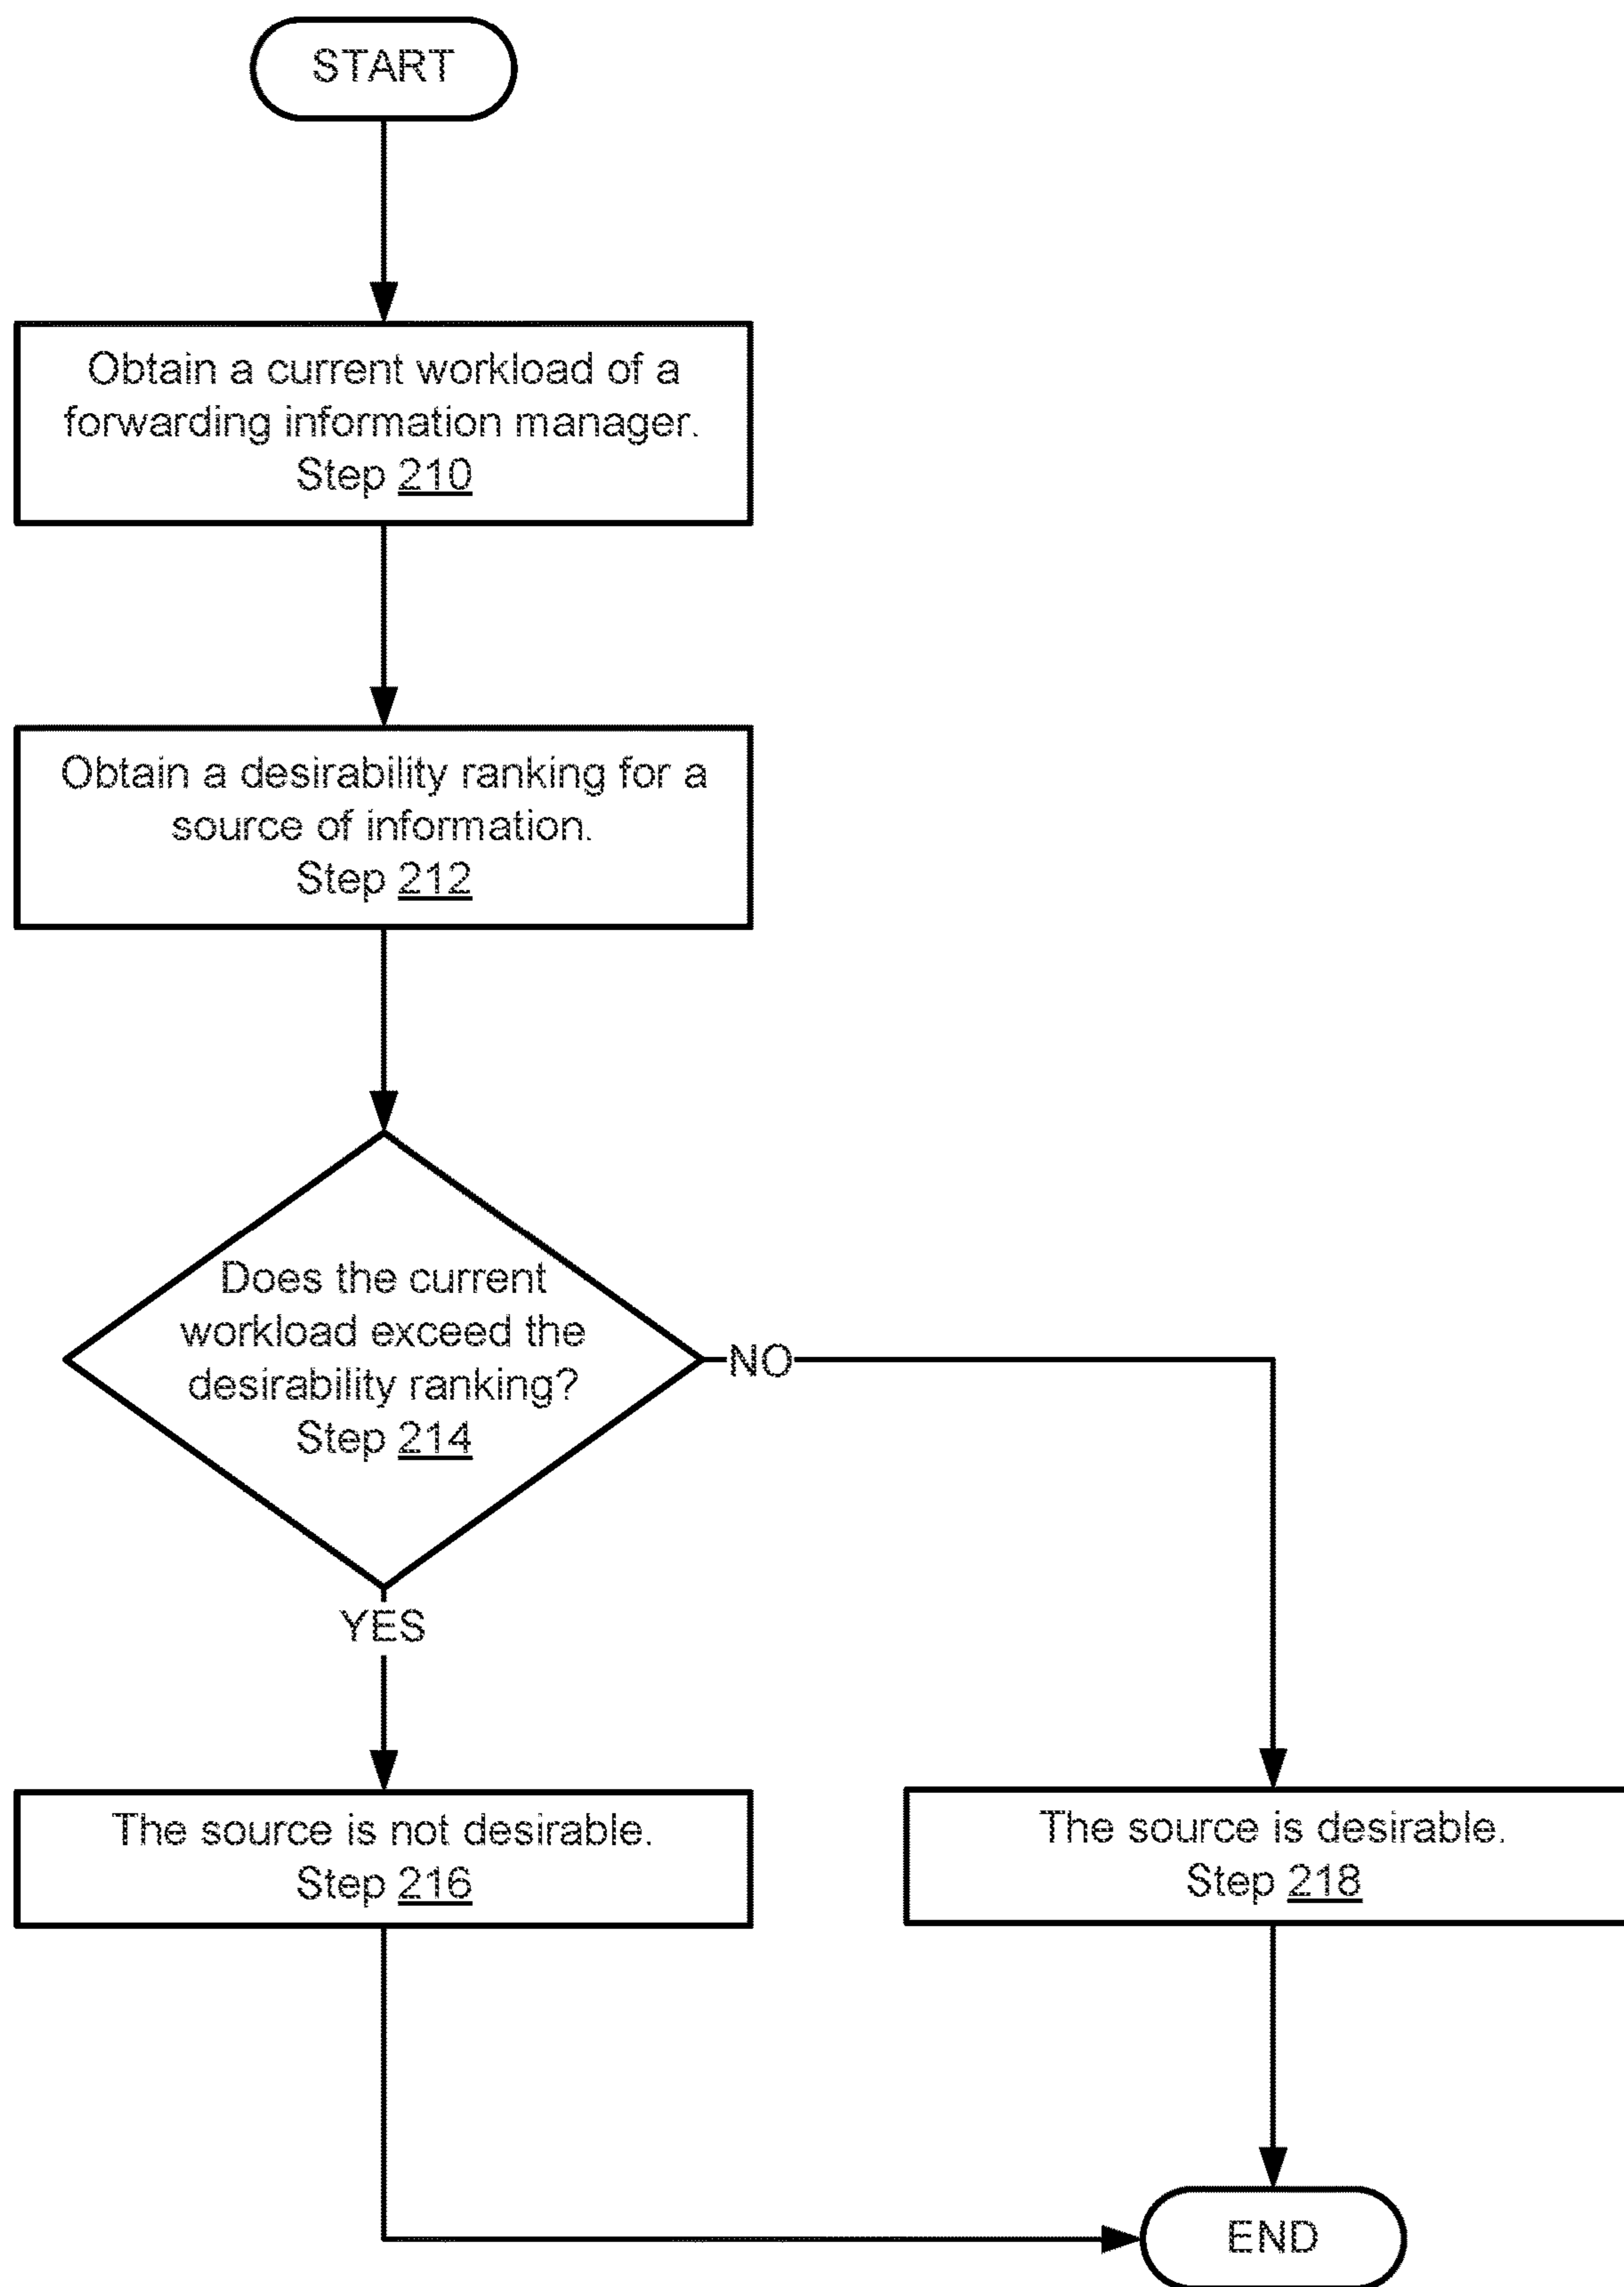 START
Obtain a current workload of a
forwarding information manager.
Step 210
Obtain a desirability ranking for a
source of information.
Step 212
Does the current
workload exceed the
desirability ranking?
Step 214
NO
YES
The source is not desirable.
Step 216
The source is desirable.
Step 218
END